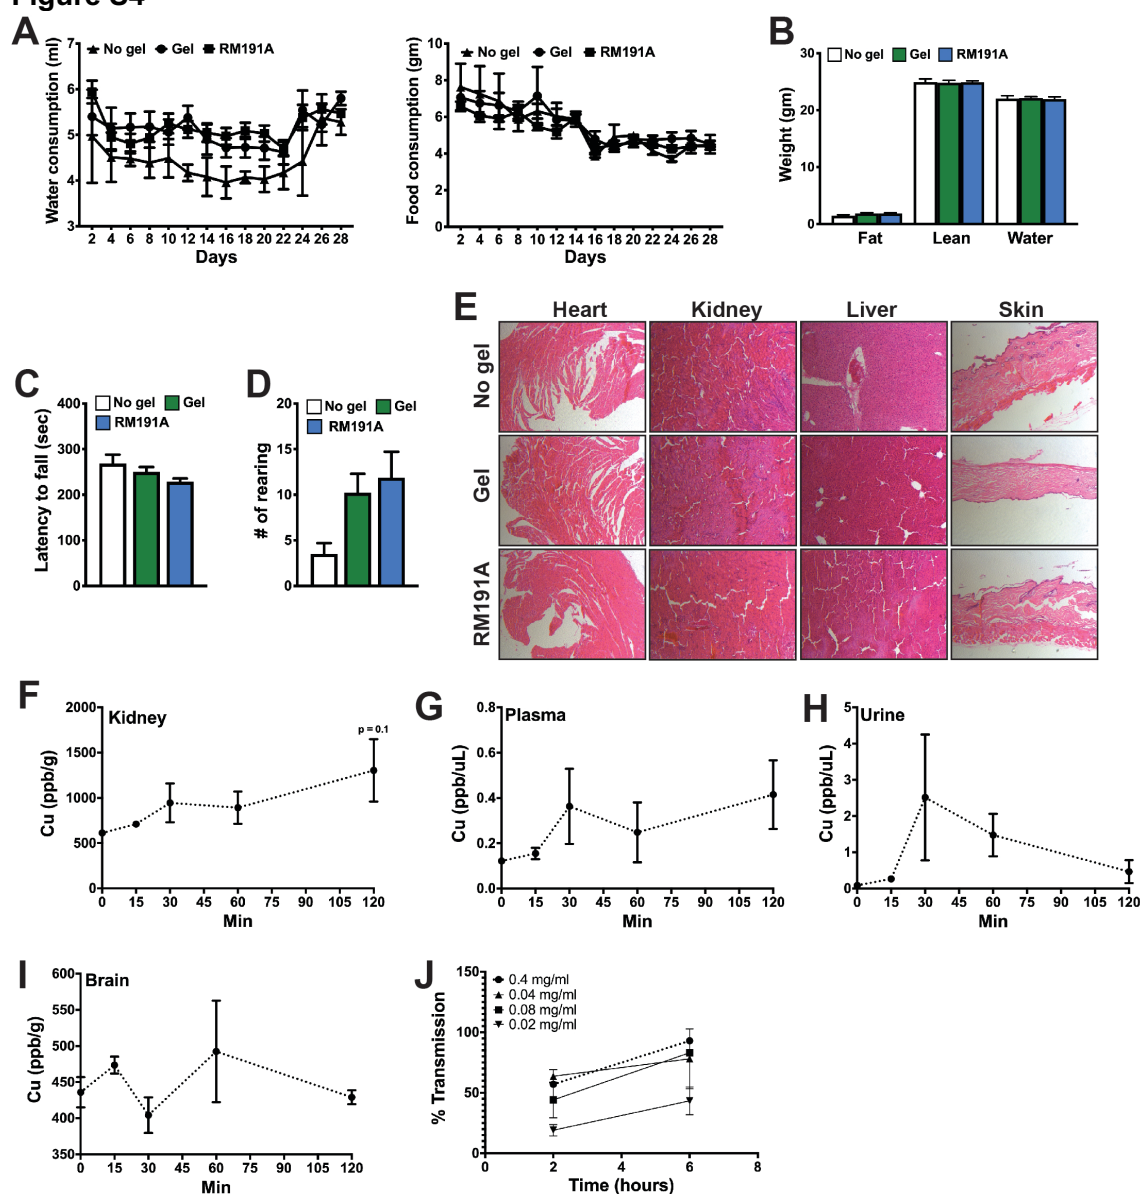 Figure S4
A
Water consumption (ml)
No gel Gel RM191A
7
6
5
4
3
2 4 6 8 10 12 14 16 18 20 22 24 26 28
Days
Food consumption (gm)
No gel Gel RM191A
10
8
6
4
2
0
2 4 6 8 10 12 14 16 18 20 22 24 26 28
Days
B
Weight (gm)
No gel Gel RM191A
30
20
10
0
Fat Lean Water
C
Latency to fall (sec)
No gel Gel
RM191A
400
300
200
100
0
D
# of rearing
No gel Gel
RM191A
20
15
10
5
0
E
Heart Kidney Liver Skin
No gel
Gel
RM191A
F
Kidney
Cu (ppb/g)
p = 0.1
2000
1500
1000
500
0
0 15 30 45 60 75 90 105 120
Min
G
Plasma
Cu (ppb/uL)
0.8
0.6
0.4
0.2
0.0
0 15 30 45 60 75 90 105 120
Min
H
Urine
Cu (ppb/uL)
5
4
3
2
1
0
0 15 30 45 60 75 90 105 120
Min
I
Brain
Cu (ppb/g)
600
550
500
450
400
350
0 15 30 45 60 75 90 105 120
Min
J
% Transmission
0.4 mg/ml
0.04 mg/ml
0.08 mg/ml
0.02 mg/ml
150
100
50
0
0 2 4 6 8
Time (hours)